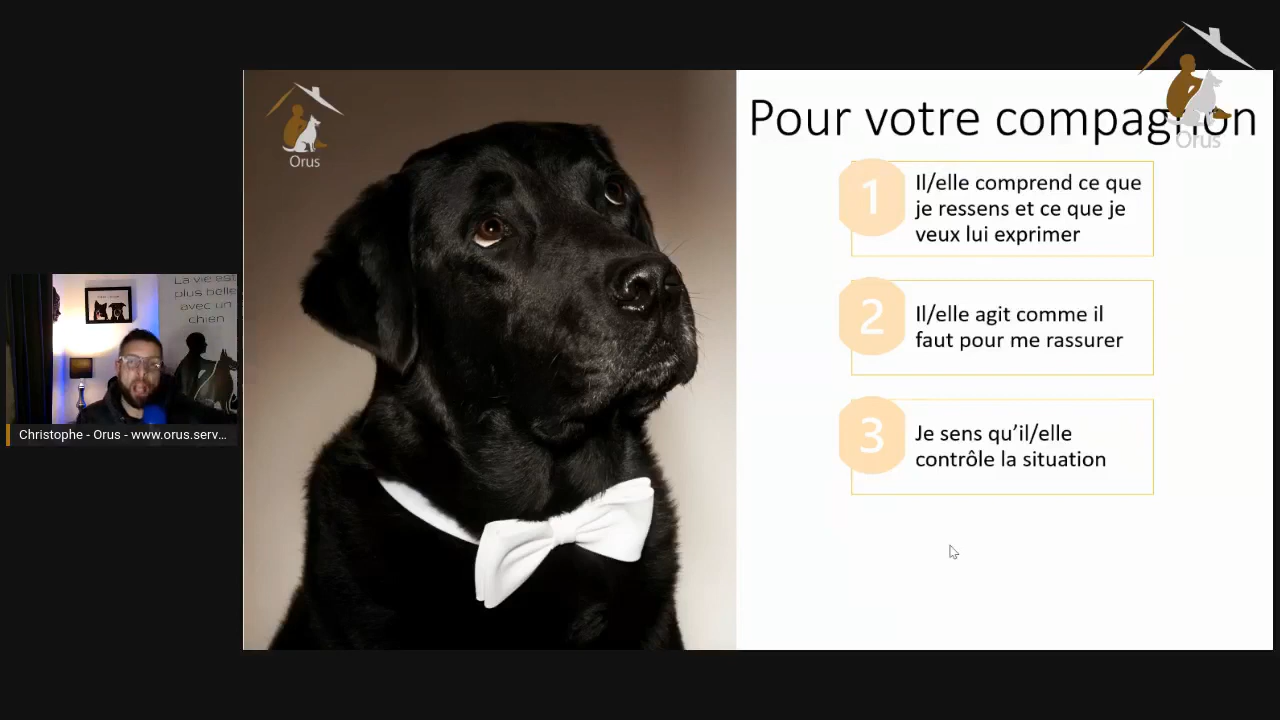 Orus
Pour votre compagnon
Orus
1
Il/elle comprend ce que
je ressens et ce que je
veux lui exprimer
2
Il/elle agit comme il
faut pour me rassurer
3
Je sens qu’il/elle
contrôle la situation
La vie est
plus belle
avec un
chien
Christophe - Orus - www.orus.serv...